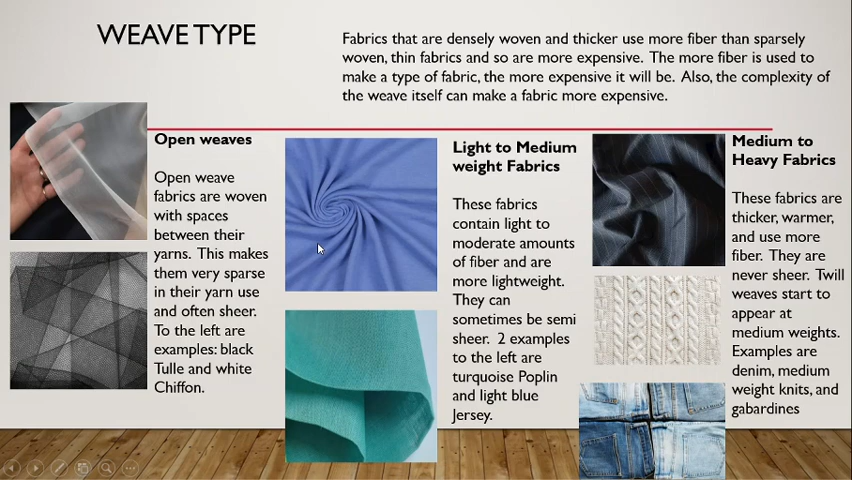 WEAVE TYPE
Fabrics that are densely woven and thicker use more fiber than sparsely
woven, thin fabrics and so are more expensive. The more fiber is used to
make a type of fabric, the more expensive it will be. Also, the complexity of
the weave itself can make a fabric more expensive.
Open weaves
Open weave
fabrics are woven
with spaces
between their
yarns. This makes
them very sparse
in their yarn use
and often sheer.
To the left are
examples: black
Tulle and white
Chiffon.
Light to Medium
weight Fabrics
These fabrics
contain light to
moderate amounts
of fiber and are
more lightweight.
They can
sometimes be semi
sheer. 2 examples
to the left are
turquoise Poplin
and light blue
Jersey.
Medium to
Heavy Fabrics
These fabrics are
thicker, warmer,
and use more
fiber. They are
never sheer. Twill
weaves start to
appear at
medium weights.
Examples are
denim, medium
weight knits, and
gabardines